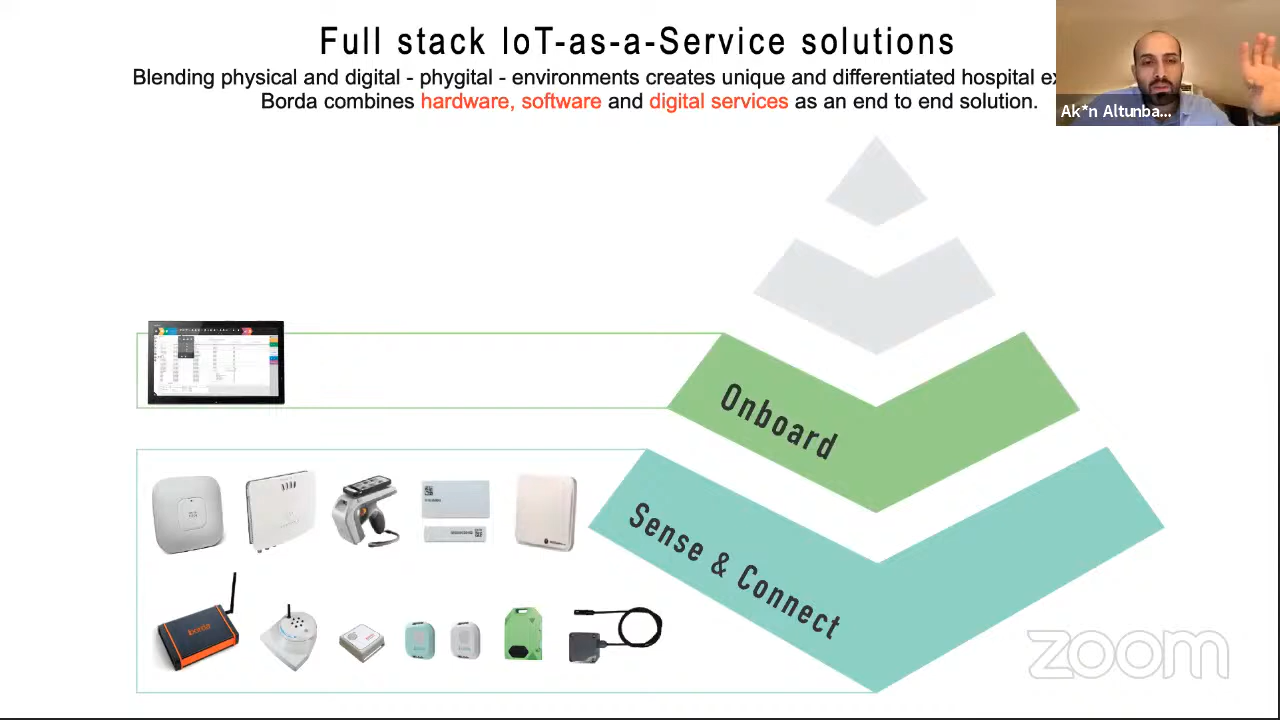 Full stack IoT-as-a-Service solutions
Blending physical and digital - phygital - environments creates unique and differentiated hospital ex
Borda combines hardware, software and digital services as an end to end solution.
Ak*n Altunba...
Onboard
Sense & Connect
borda
zoom